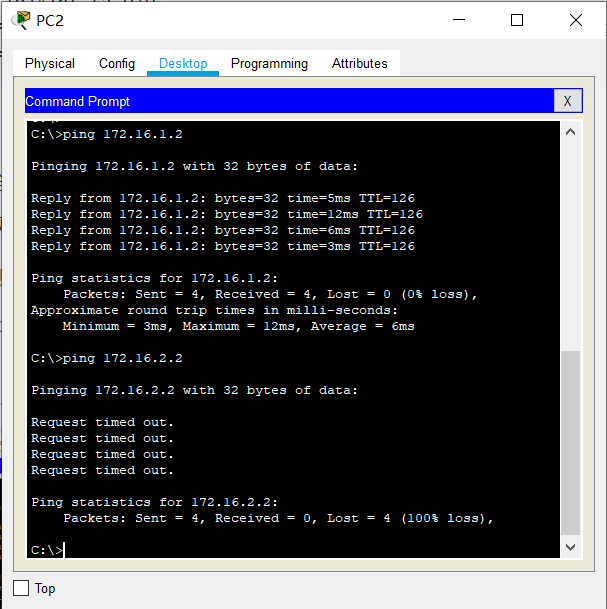 PC2
Physical Config Desktop Programming Attributes
Command Prompt
X
C:\>ping 172.16.1.2
Pinging 172.16.1.2 with 32 bytes of data:
Reply from 172.16.1.2: bytes=32 time=5ms TTL=126
Reply from 172.16.1.2: bytes=32 time=12ms TTL=126
Reply from 172.16.1.2: bytes=32 time=6ms TTL=126
Reply from 172.16.1.2: bytes=32 time=3ms TTL=126
Ping statistics for 172.16.1.2:
    Packets: Sent = 4, Received = 4, Lost = 0 (0% loss),
Approximate round trip times in milli-seconds:
    Minimum = 3ms, Maximum = 12ms, Average = 6ms
C:\>ping 172.16.2.2
Pinging 172.16.2.2 with 32 bytes of data:
Request timed out.
Request timed out.
Request timed out.
Request timed out.
Ping statistics for 172.16.2.2:
    Packets: Sent = 4, Received = 0, Lost = 4 (100% loss),
C:\>
Top